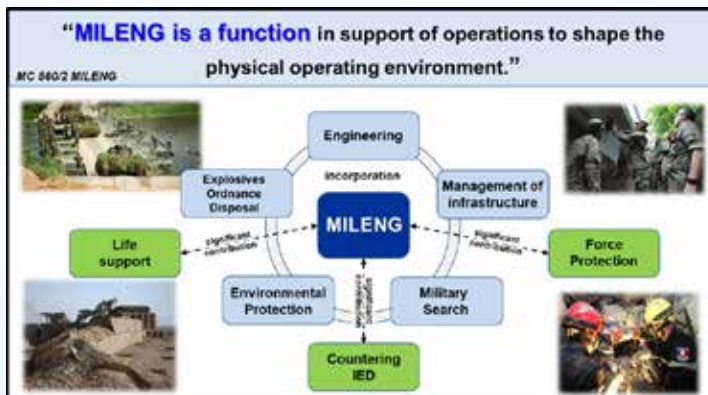 “MILENG is a function in support of operations to shape the
physical operating environment.”
MC 560/2 MILENG
Engineering
incorporation
Explosives
Ordnance
Disposal
Management of
infrastructure
MILENG
significant
contribution
significant
contribution
Life
support
Force
Protection
Environmental
Protection
significant
contribution
Military
Search
Countering
IED